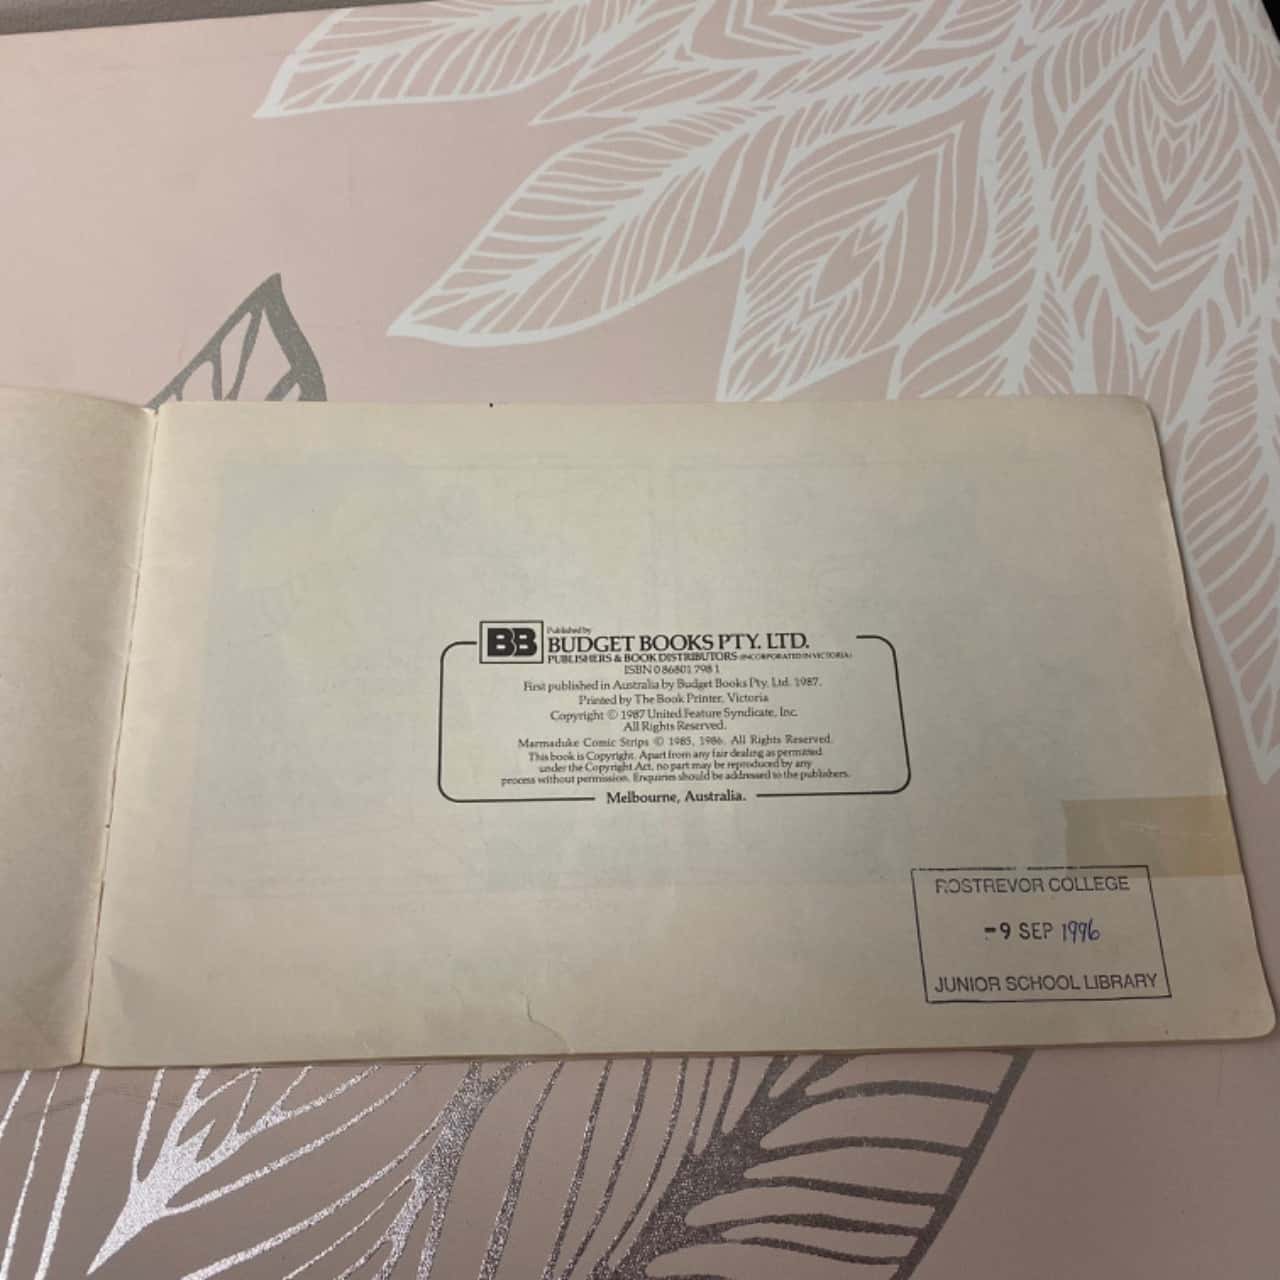 BB
Published by
BUDGET BOOKS PTY. LTD.
PUBLISHERS & BOOK DISTRIBUTORS (INCORPORATED IN VICTORIA)
ISBN 0 86801 798 1
First published in Australia by Budget Books Pty. Ltd. 1987.
Printed by The Book Printer, Victoria
Copyright © 1987 United Feature Syndicate, Inc.
All Rights Reserved.
Marmaduke Comic Strips © 1985, 1986. All Rights Reserved.
This book is Copyright. Apart from any fair dealing as permitted
under the Copyright Act, no part may be reproduced by any
process without permission. Enquiries should be addressed to the publishers.
Melbourne, Australia.
ROSTREVOR COLLEGE
-9 SEP 1996
JUNIOR SCHOOL LIBRARY